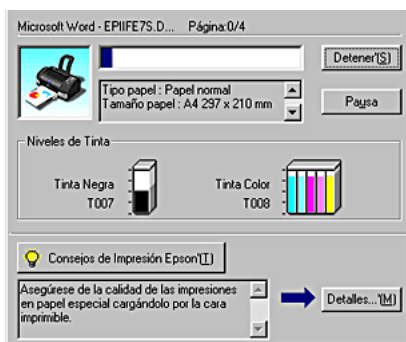 Microsoft Word - EPIIFE7S.D... Página:0/4
Detener'(S)
Tipo papel : Papel normal
Tamaño papel : A4 297 x 210 mm
Pausa
Niveles de Tinta
Tinta Negra
T007
Tinta Color
T008
Consejos de Impresión Epson'(T)
Asegúrese de la calidad de las impresiones
en papel especial cargándolo por la cara
imprimible.
Detalles...'(M)